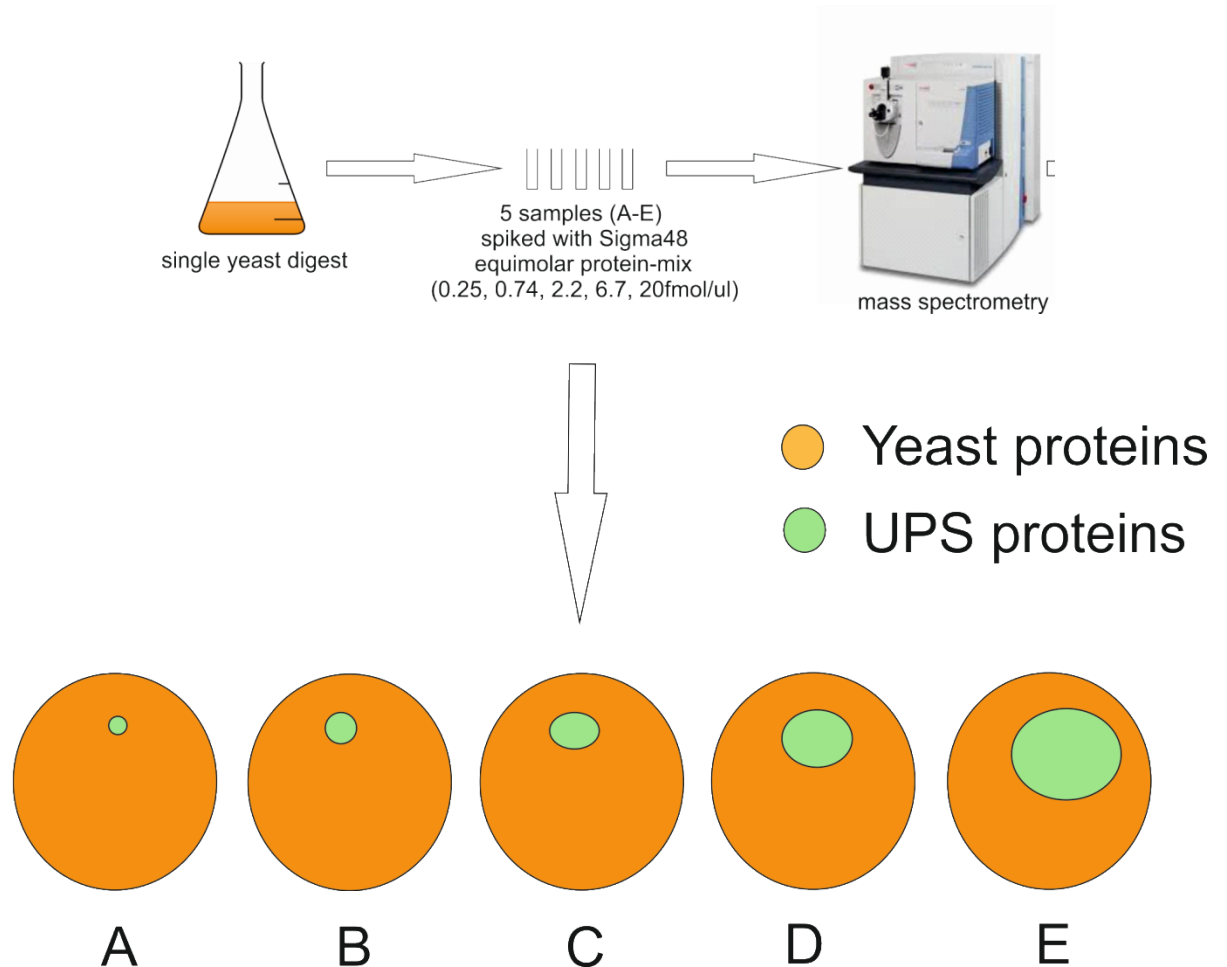 single yeast digest
5 samples (A-E)
spiked with Sigma48
equimolar protein-mix
(0.25, 0.74, 2.2, 6.7, 20fmol/ul)
mass spectrometry
Yeast proteins
UPS proteins
A B C D E